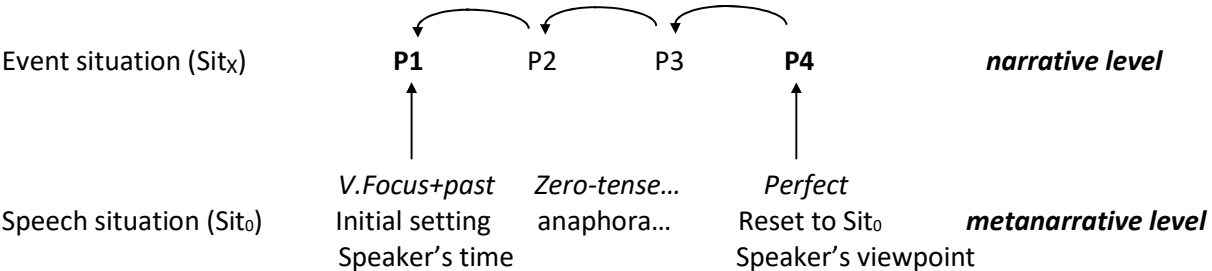 Event situation (SitX) P1 P2 P3 P4 narrative level
V.Focus+past Zero-tense… Perfect
Speech situation (Sit0) Initial setting anaphora… Reset to Sit0 metanarrative level
Speaker’s time Speaker’s viewpoint